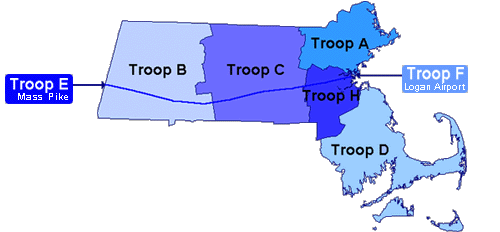 Troop A
Troop B
Troop C
Troop E
Mass Pike
Troop F
Logan Airport
Troop H
Troop D